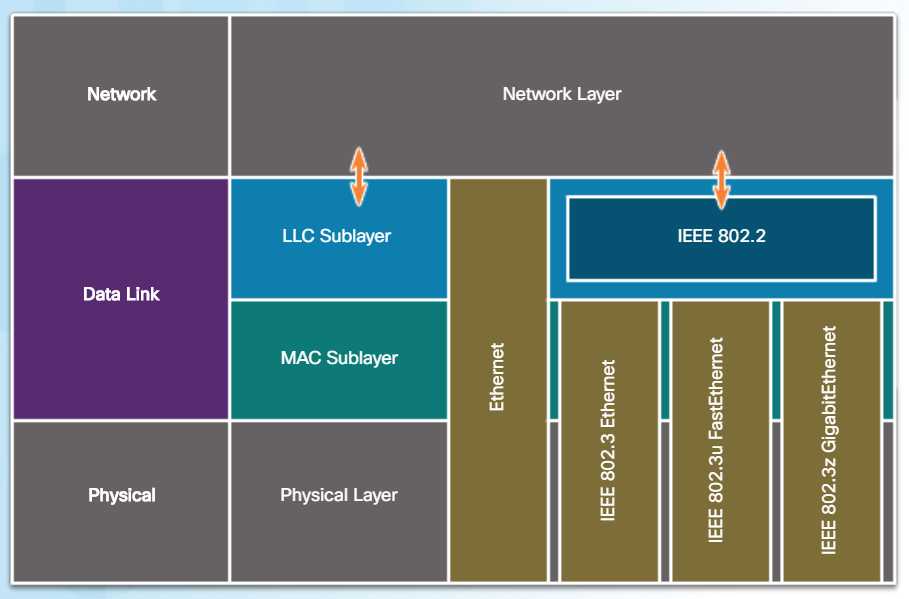 Network
Network Layer
Data Link
LLC Sublayer
IEEE 802.2
MAC Sublayer
Ethernet
IEEE 802.3 Ethernet
IEEE 802.3u FastEthernet
IEEE 802.3z GigabitEthernet
Physical
Physical Layer